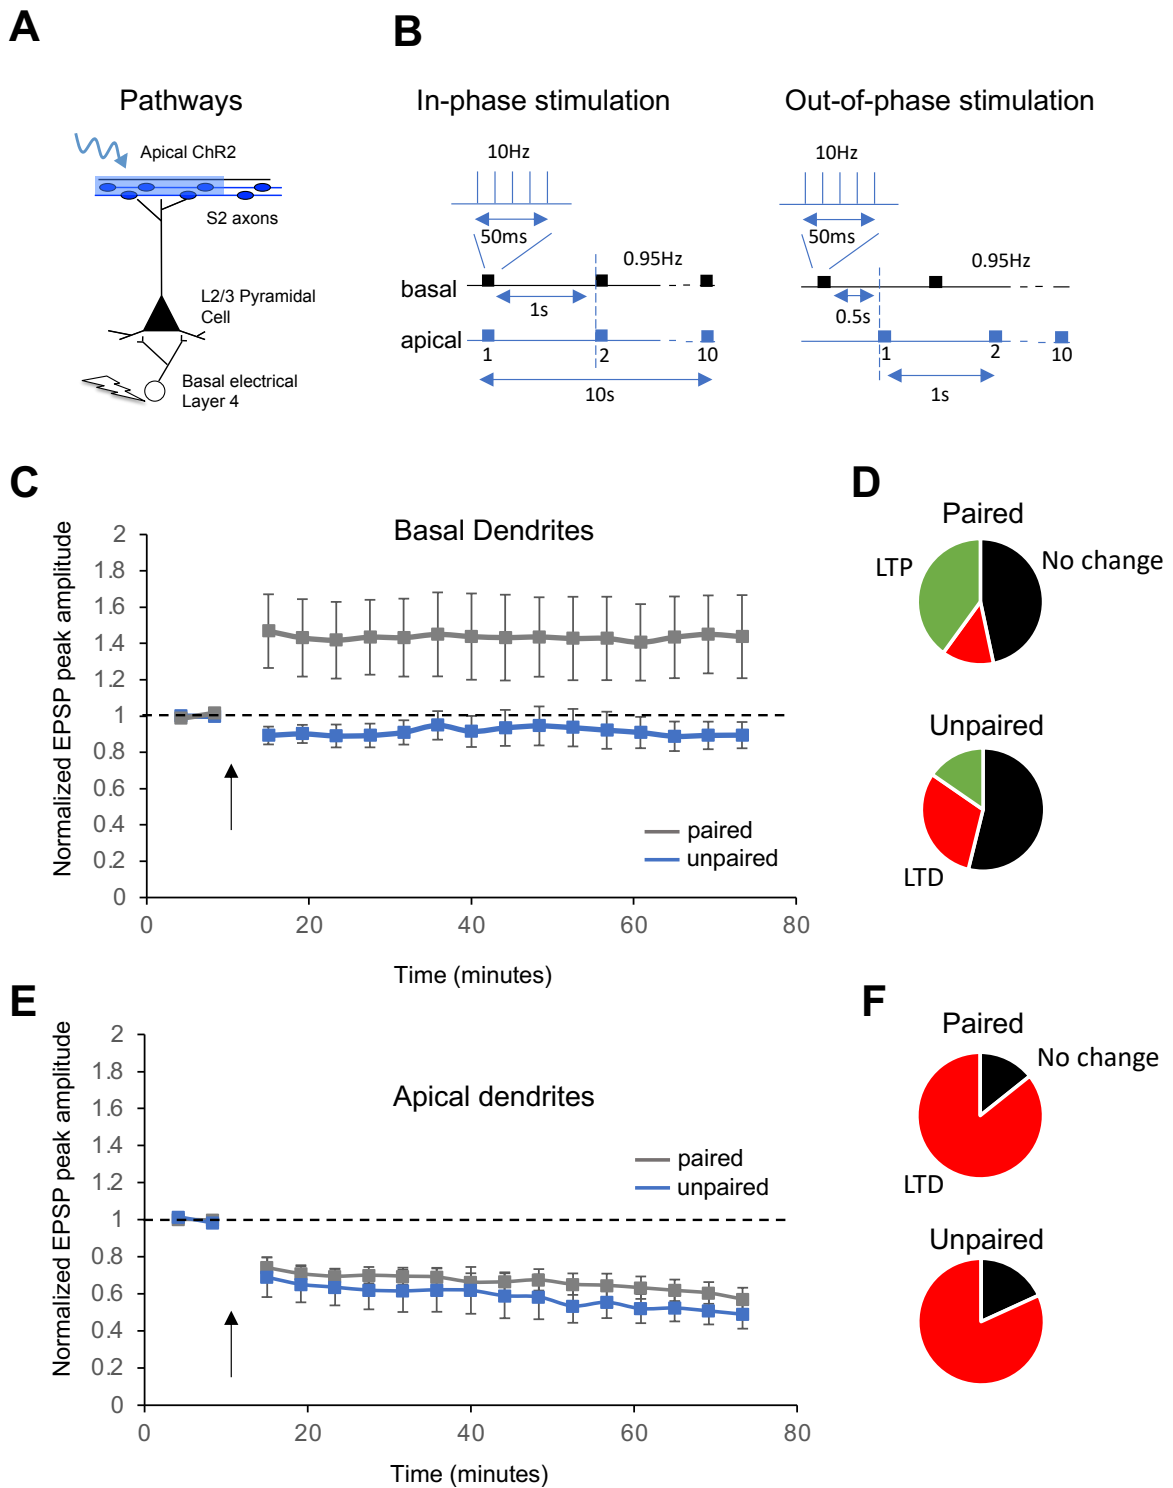 A
B
Pathways
In-phase stimulation
Out-of-phase stimulation
Apical ChR2
10Hz
10Hz
S2 axons
50ms
50ms
0.95Hz
0.95Hz
basal
L2/3 Pyramidal
Cell
1s
0.5s
apical
1
2
10
1
2
10
Basal electrical
Layer 4
10s
1s
C
D
Normalized EPSP peak amplitude
2
1.8
1.6
1.4
1.2
1
0.8
0.6
0.4
0.2
0
Basal Dendrites
paired
unpaired
0
20
40
60
80
Time (minutes)
Paired
LTP
No change
Unpaired
LTD
E
F
Normalized EPSP peak amplitude
2
1.8
1.6
1.4
1.2
1
0.8
0.6
0.4
0.2
0
Apical dendrites
paired
unpaired
0
20
40
60
80
Time (minutes)
Paired
No change
LTD
Unpaired